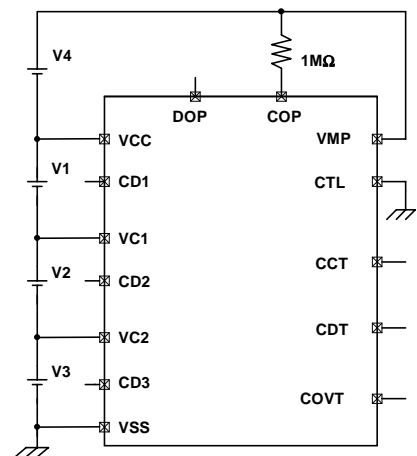 V4
1MΩ
DOP
COP
VCC
VMP
V1
CD1
CTL
VC1
CCT
V2
CD2
VC2
CDT
V3
CD3
COVT
VSS